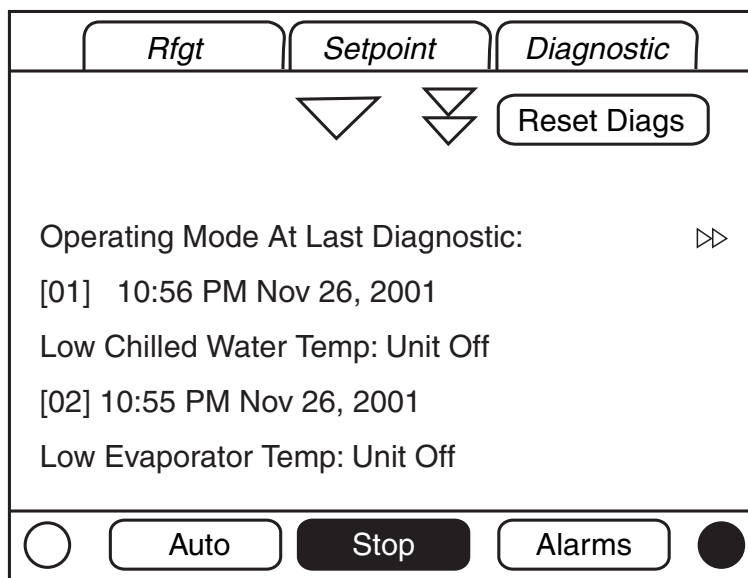 Rfgt Setpoint Diagnostic
Reset Diags
Operating Mode At Last Diagnostic:
[01] 10:56 PM Nov 26, 2001
Low Chilled Water Temp: Unit Off
[02] 10:55 PM Nov 26, 2001
Low Evaporator Temp: Unit Off
Auto Stop Alarms